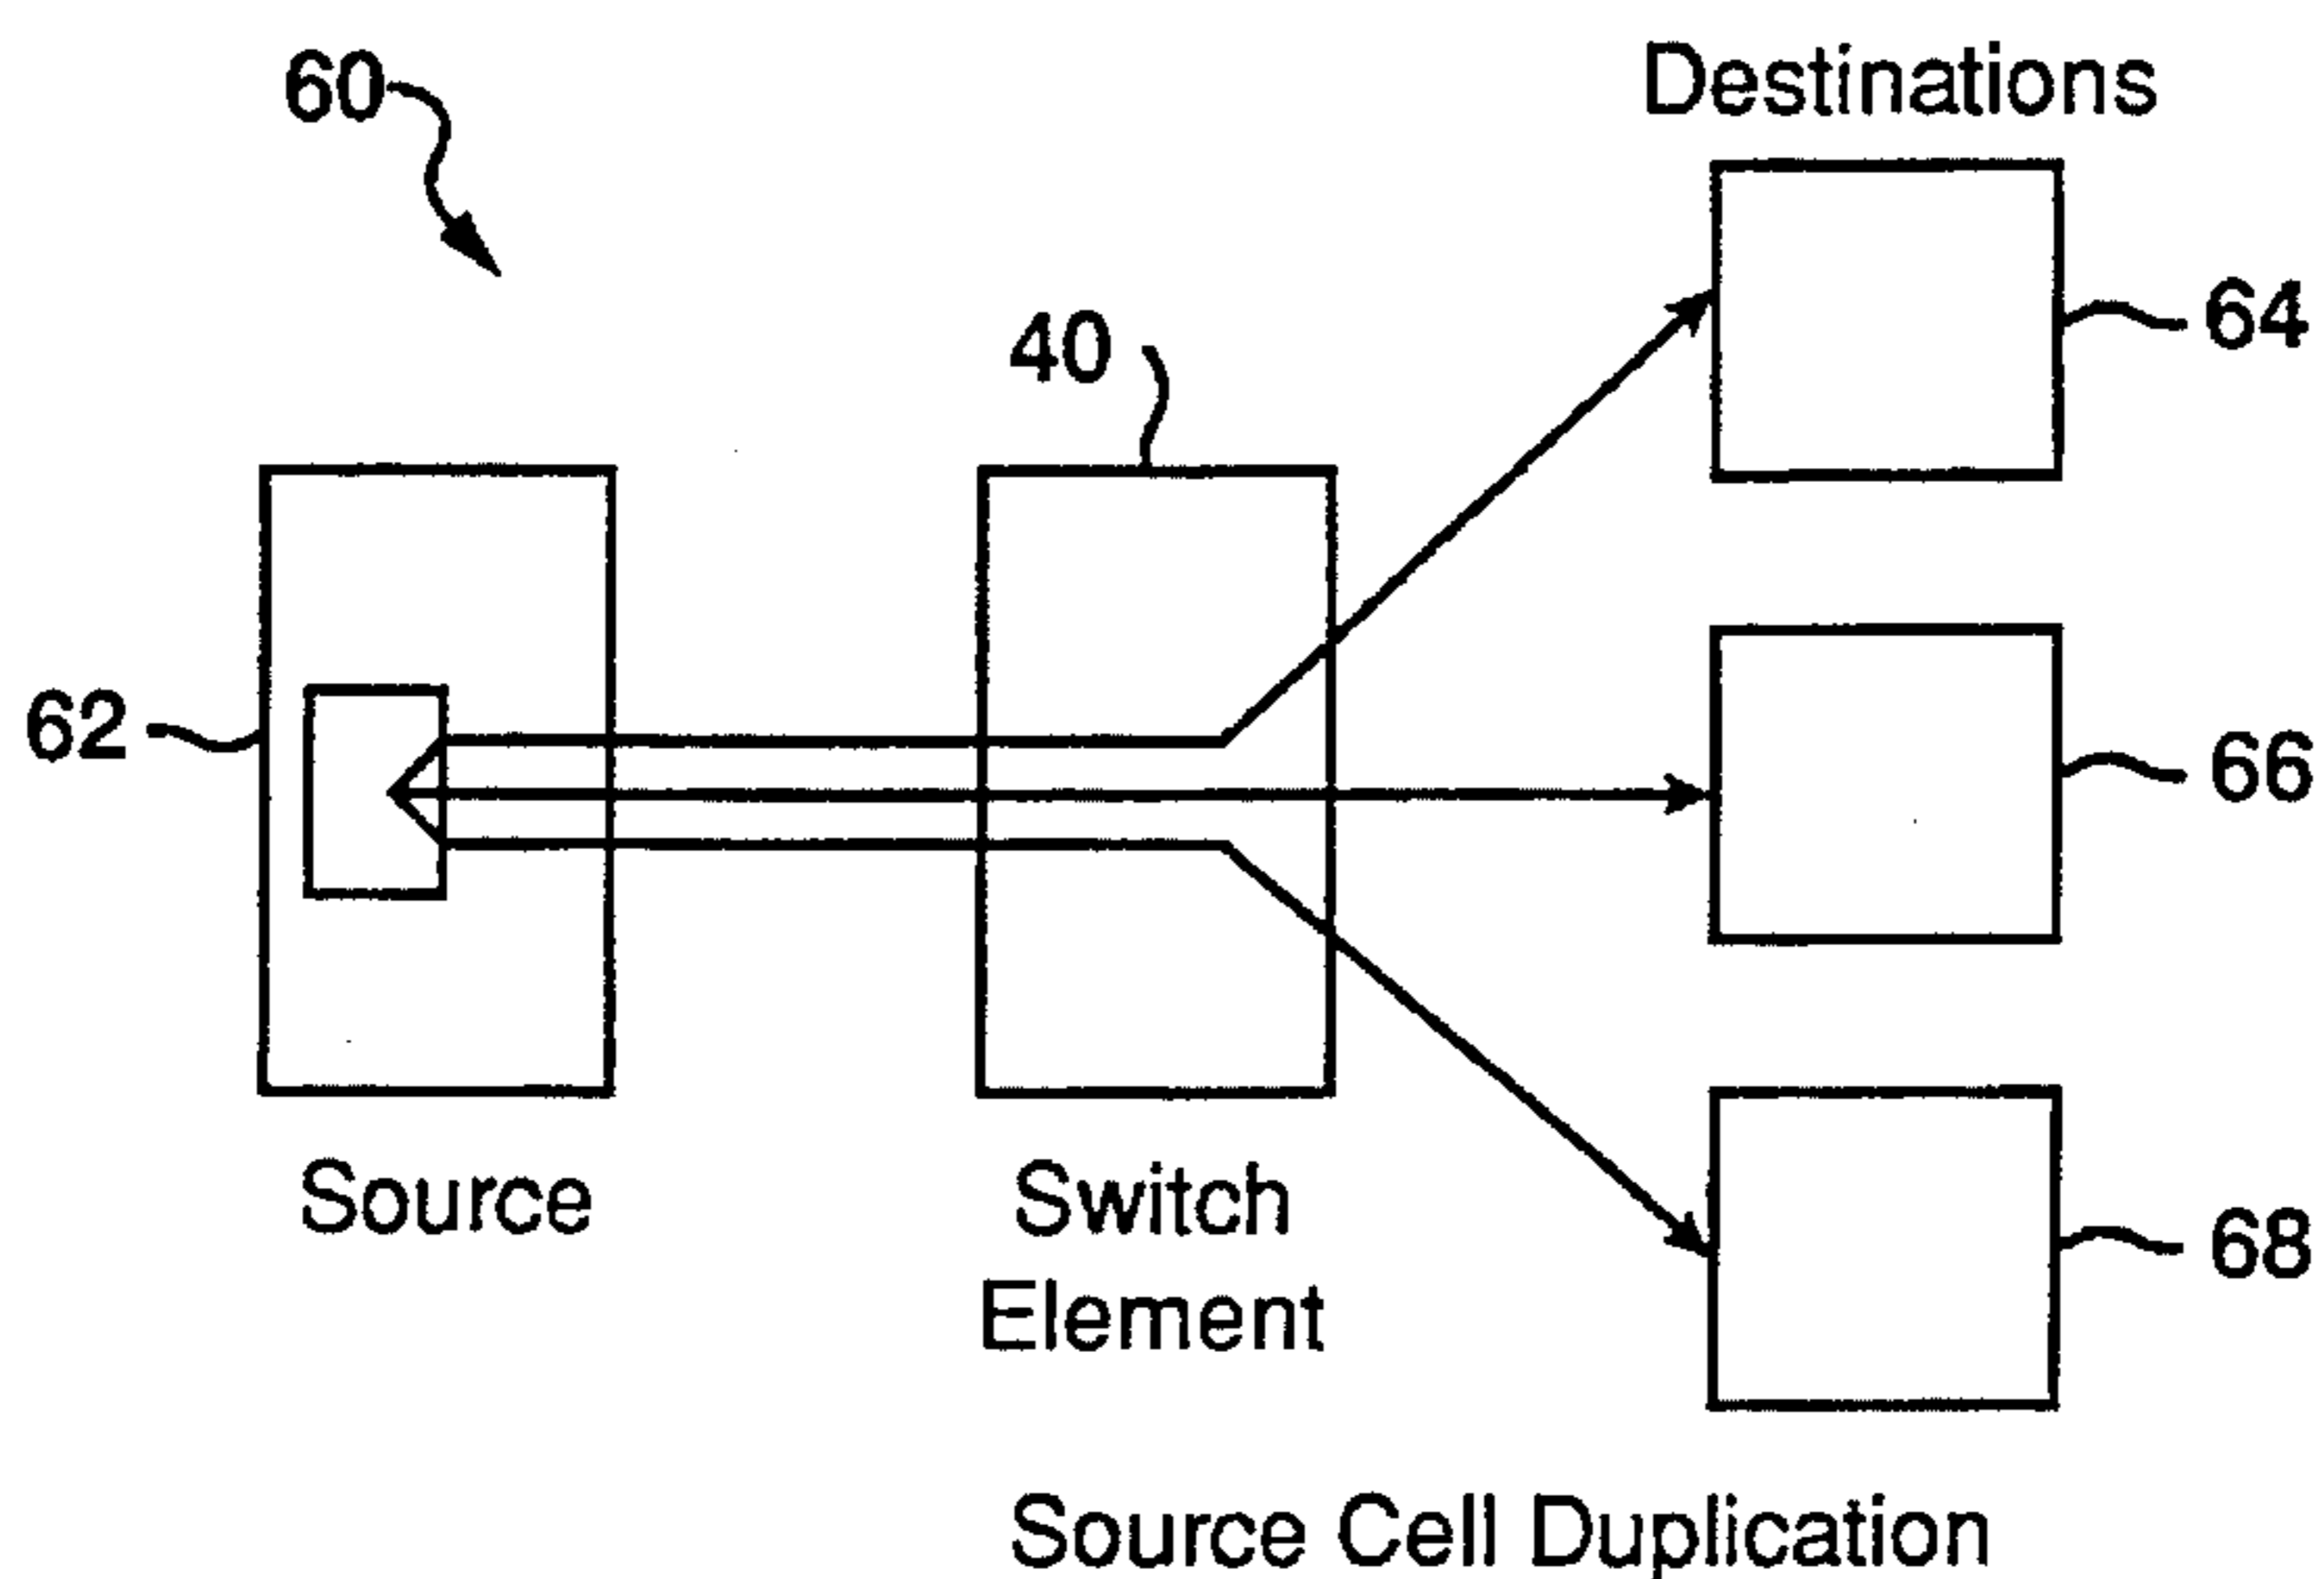 60
Destinations
64
40
62
66
Source
Switch
Element
68
Source Cell Duplication